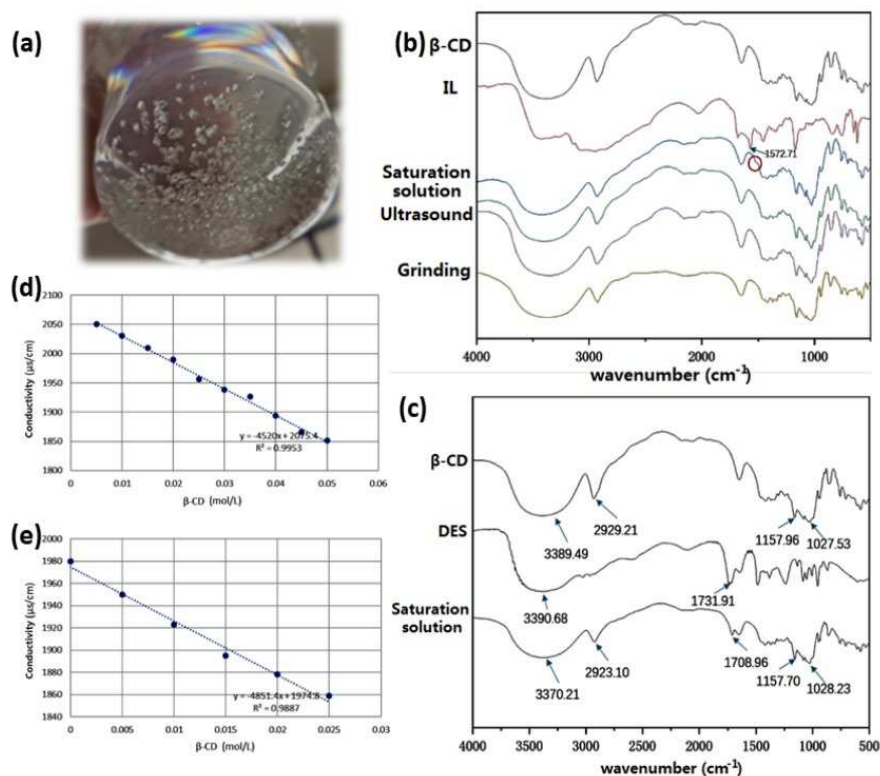 (a)
(b)
β-CD
IL
1572.71
Saturation
solution
Ultrasound
Grinding
4000 3000 2000 1000
wavenumber (cm⁻¹)
(d)
2100
2050
2000
1950
1900
1850
1800
Conductivity (μs/cm)
y = -4520x + 2075.4
R² = 0.9953
0 0.01 0.02 0.03 0.04 0.05 0.06
β-CD (mol/L)
(c)
β-CD
3389.49
2929.21
1157.96
1027.53
DES
3390.68
1731.91
Saturation
solution
3370.21
2923.10
1708.96
1157.70
1028.23
4000 3500 3000 2500 2000 1500 1000 500
wavenumber (cm⁻¹)
(e)
1980
1960
1940
1920
1900
1880
1860
1840
Conductivity (μs/cm)
y = -4851.4x + 1974.8
R² = 0.9887
0 0.005 0.01 0.015 0.02 0.025 0.03
β-CD (mol/L)